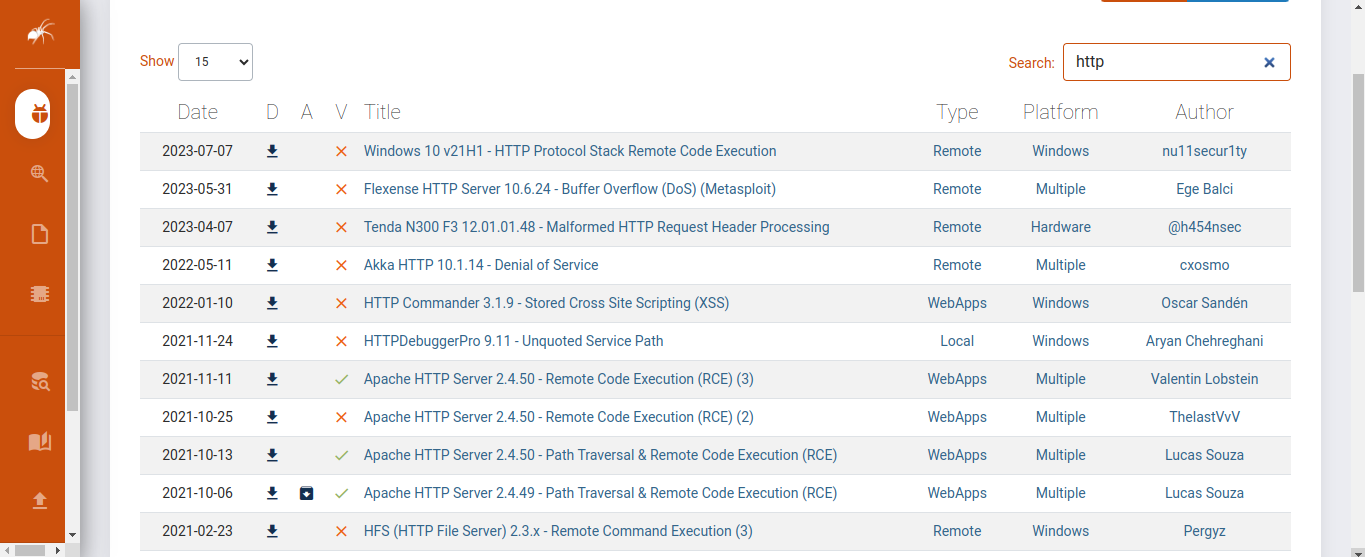 Show 15 Search: http
Date D A V Title Type Platform Author
2023-07-07 Windows 10 v21H1 - HTTP Protocol Stack Remote Code Execution Remote Windows nu11secur1ty
2023-05-31 Flexense HTTP Server 10.6.24 - Buffer Overflow (DoS) (Metasploit) Remote Multiple Ege Balci
2023-04-07 Tenda N300 F3 12.01.01.48 - Malformed HTTP Request Header Processing Remote Hardware @h454nsec
2022-05-11 Akka HTTP 10.1.14 - Denial of Service Remote Multiple cxosmo
2022-01-10 HTTP Commander 3.1.9 - Stored Cross Site Scripting (XSS) WebApps Windows Oscar Sandén
2021-11-24 HTTPDebuggerPro 9.11 - Unquoted Service Path Local Windows Aryan Chehreghani
2021-11-11 Apache HTTP Server 2.4.50 - Remote Code Execution (RCE) (3) WebApps Multiple Valentin Lobstein
2021-10-25 Apache HTTP Server 2.4.50 - Remote Code Execution (RCE) (2) WebApps Multiple ThelastVvV
2021-10-13 Apache HTTP Server 2.4.50 - Path Traversal & Remote Code Execution (RCE) WebApps Multiple Lucas Souza
2021-10-06 Apache HTTP Server 2.4.49 - Path Traversal & Remote Code Execution (RCE) WebApps Multiple Lucas Souza
2021-02-23 HFS (HTTP File Server) 2.3.x - Remote Command Execution (3) Remote Windows Pergyz